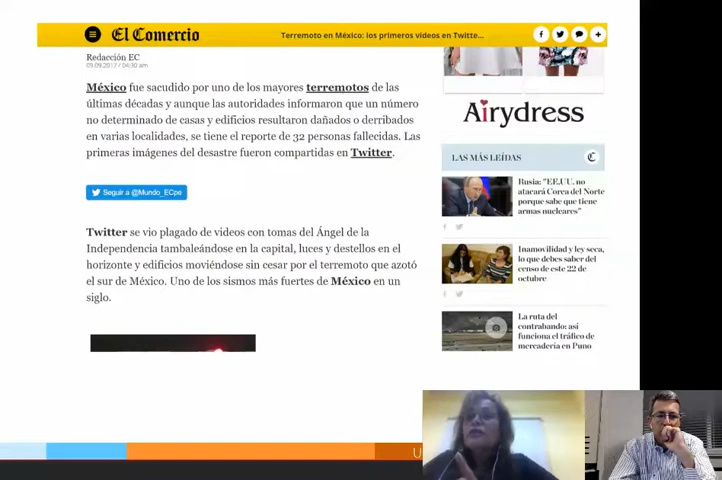 El Comercio
Terremoto en México: los primeros videos en Twitte...
Redacción EC
09.09.2017 / 04:30 am
México fue sacudido por uno de los mayores terremotos de las
últimas décadas y aunque las autoridades informaron que un número
no determinado de casas y edificios resultaron dañados o derribados
en varias localidades, se tiene el reporte de 32 personas fallecidas. Las
primeras imágenes del desastre fueron compartidas en Twitter.
Seguir a @Mundo_ECpe
Twitter se vio plagado de videos con tomas del Ángel de la
Independencia tambaleándose en la capital, luces y destellos en el
horizonte y edificios moviéndose sin cesar por el terremoto que azotó
el sur de México. Uno de los sismos más fuertes de México en un
siglo.
Airydress
LAS MÁS LEÍDAS
Rusia: "EE.UU. no
atacará Corea del Norte
porque sabe que tiene
armas nucleares"
Inamovilidad y ley seca,
lo que debes saber del
censo de este 22 de
octubre
La ruta del
contrabando: así
funciona el tráfico de
mercadería en Puno
U